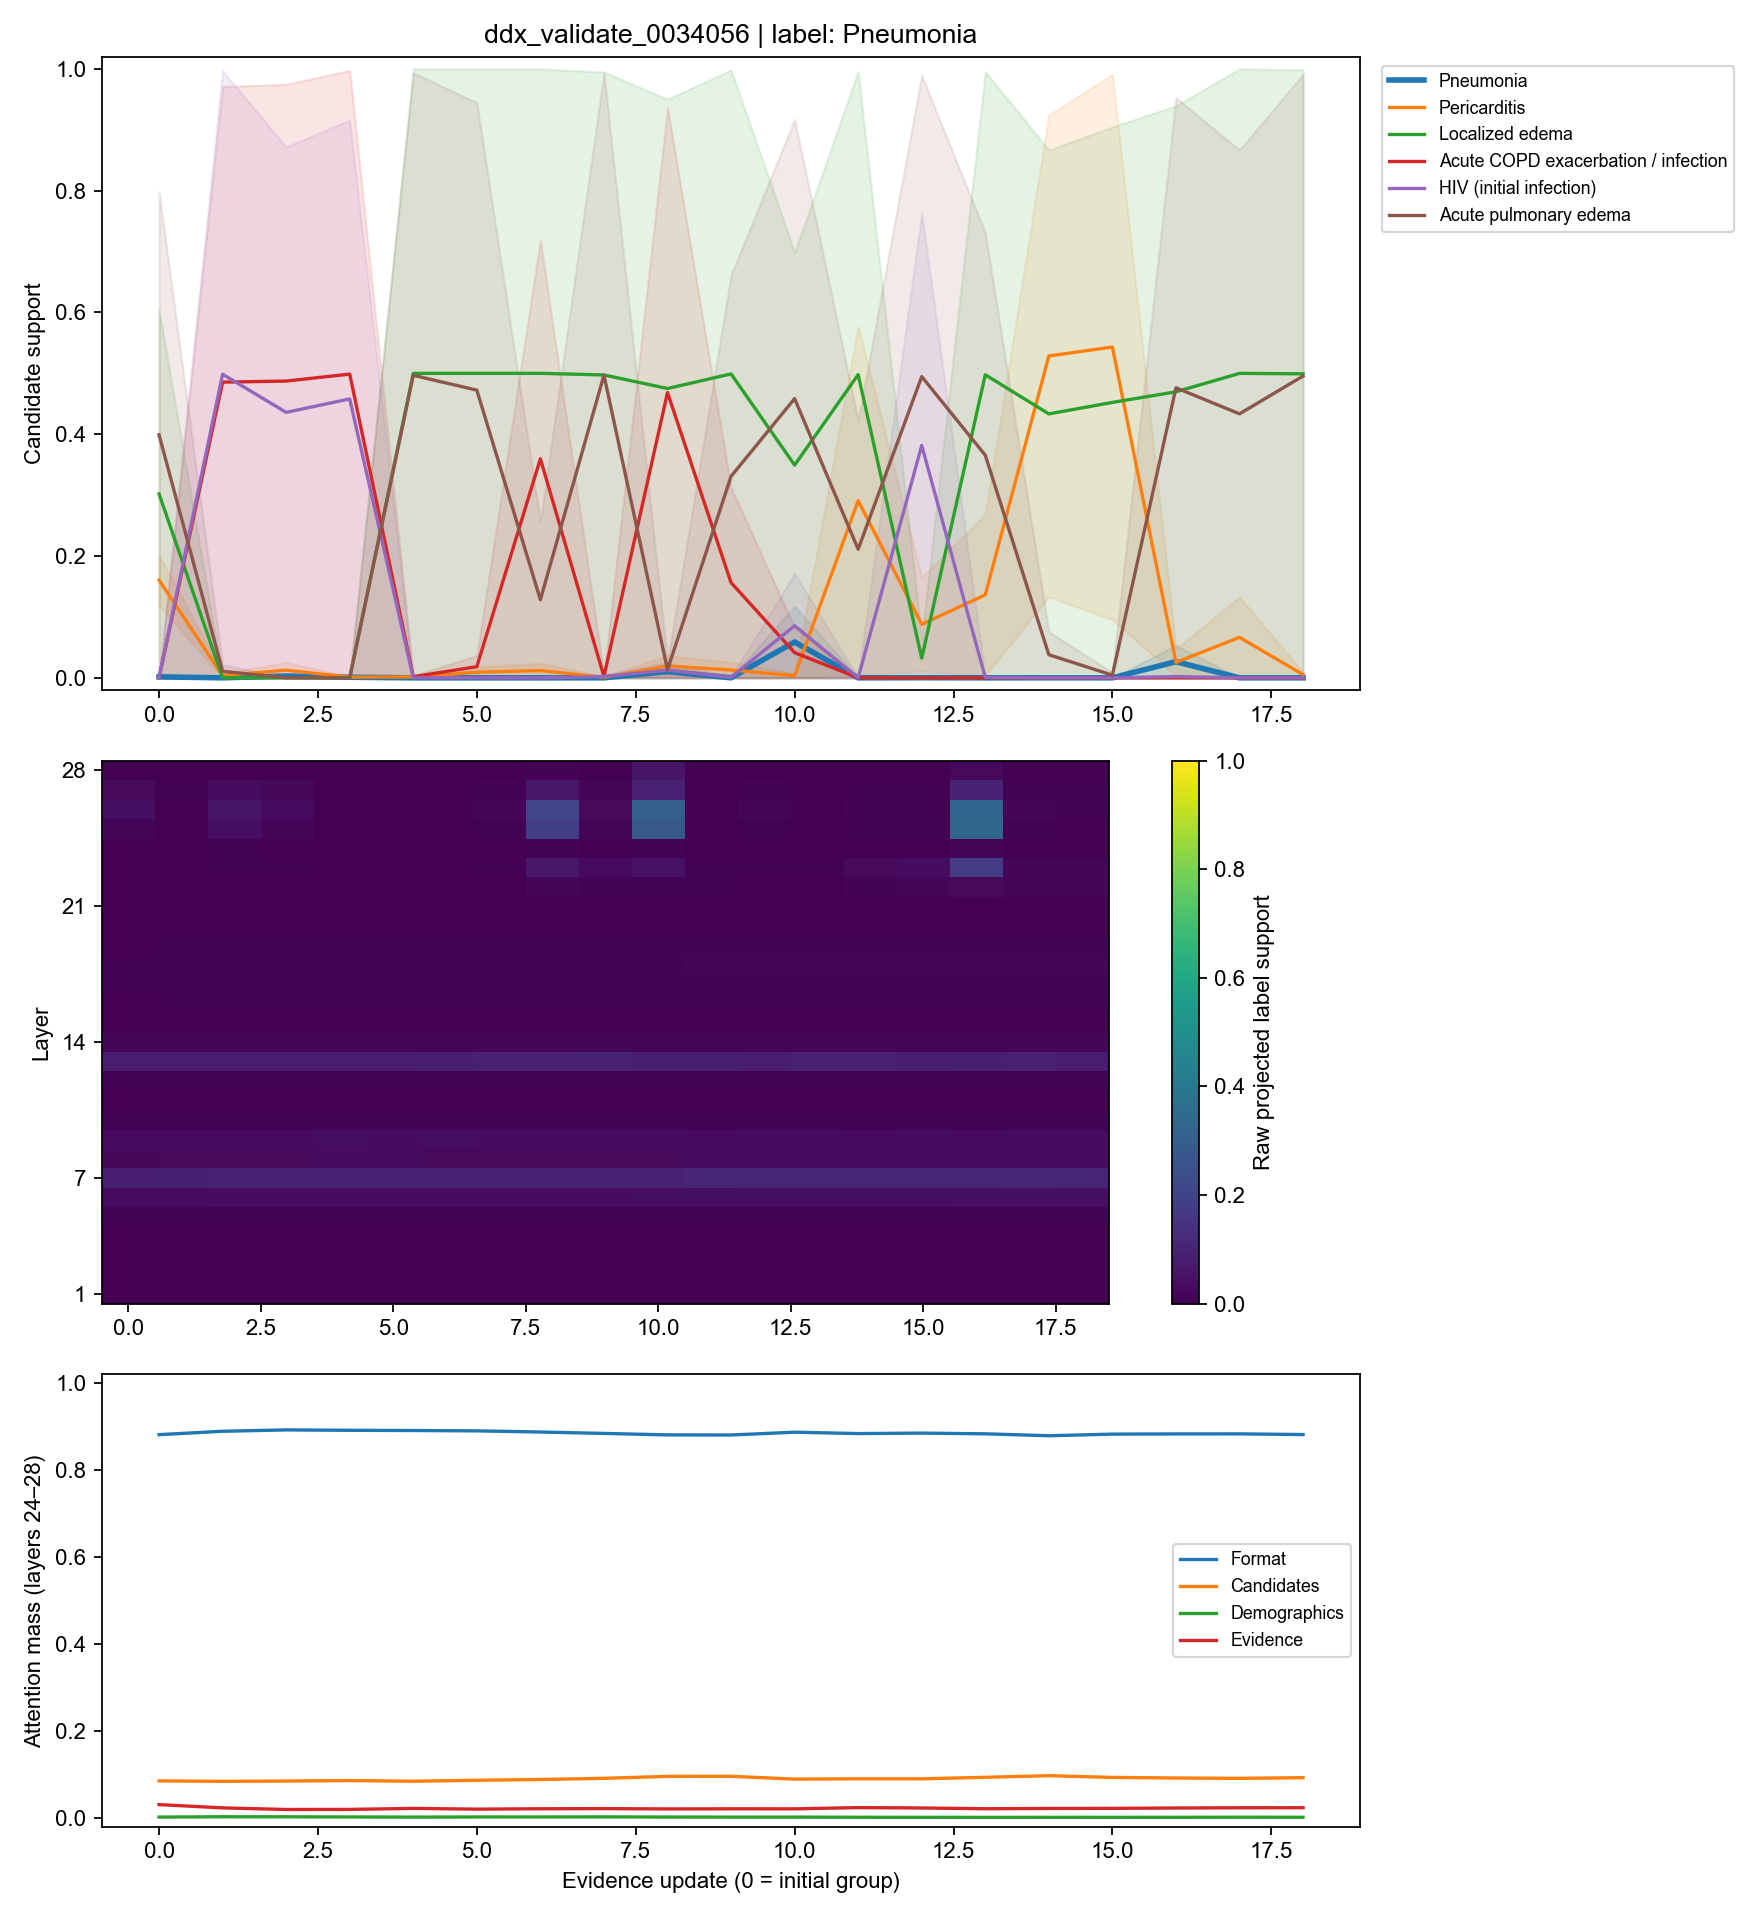 ddx_validate_0034056 | label: Pneumonia
Candidate support
1.0
0.8
0.6
0.4
0.2
0.0
0.0 2.5 5.0 7.5 10.0 12.5 15.0 17.5
Pneumonia
Pericarditis
Localized edema
Acute COPD exacerbation / infection
HIV (initial infection)
Acute pulmonary edema
Layer
28
21
14
7
1
0.0 2.5 5.0 7.5 10.0 12.5 15.0 17.5
1.0
0.8
0.6
0.4
0.2
0.0
Raw projected label support
Attention mass (layers 24–28)
1.0
0.8
0.6
0.4
0.2
0.0
Format
Candidates
Demographics
Evidence
0.0 2.5 5.0 7.5 10.0 12.5 15.0 17.5
Evidence update (0 = initial group)